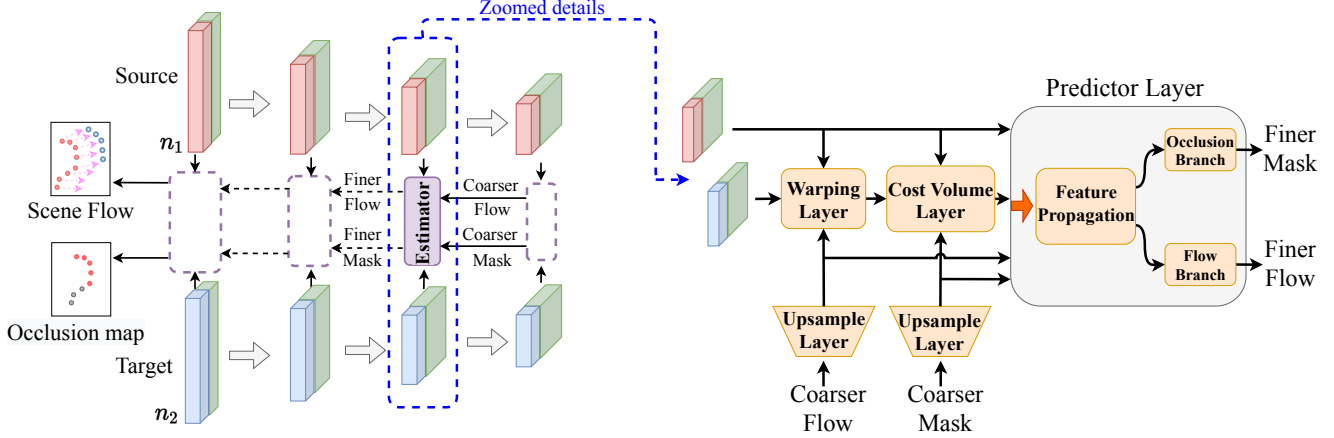 Zoomed details
Source
n₁
Scene Flow
Occlusion map
Target
n₂
Finer
Flow
Finer
Mask
Estimator
Coarser
Flow
Coarser
Mask
Warping
Layer
Cost Volume
Layer
Upsample
Layer
Upsample
Layer
Coarser
Flow
Coarser
Mask
Predictor Layer
Feature
Propagation
Occlusion
Branch
Flow
Branch
Finer
Mask
Finer
Flow